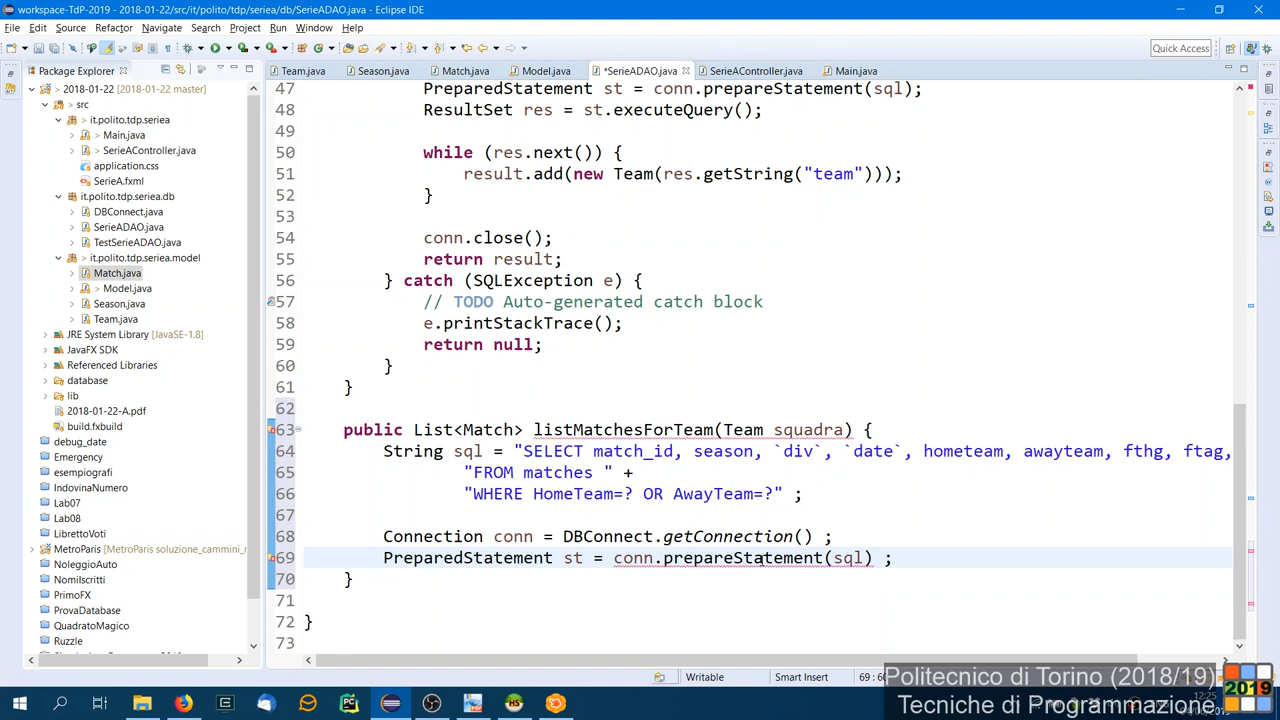 workspace-TdP-2019 - 2018-01-22/src/it/polito/tdp/seriea/db/SerieADAO.java - Eclipse IDE
File Edit Source Refactor Navigate Search Project Run Window Help
Quick Access
Package Explorer
Team.java Season.java Match.java Model.java *SerieADAO.java SerieAController.java Main.java
2018-01-22 [2018-01-22 master]
src
it.polito.tdp.seriea
> Main.java
> SerieAController.java
application.css
SerieA.fxml
it.polito.tdp.seriea.db
DBConnect.java
SerieADAO.java
TestSerieADAO.java
it.polito.tdp.seriea.model
Match.java
> Model.java
Season.java
Team.java
JRE System Library [JavaSE-1.8]
JavaFX SDK
Referenced Libraries
database
lib
2018-01-22-A.pdf
build.fxbuild
debug_date
Emergency
esempiografi
IndovinaNumero
Lab07
Lab08
LibrettoVoti
MetroParis [MetroParis soluzione_cammini_r
NoleggioAuto
NomiIscritti
PrimoFX
ProvaDatabase
QuadratoMagico
Ruzzle
47 PreparedStatement st = conn.prepareStatement(sql);
48 ResultSet res = st.executeQuery();
49
50 while (res.next()) {
51 result.add(new Team(res.getString("team")));
52 }
53
54 conn.close();
55 return result;
56 } catch (SQLException e) {
57 // TODO Auto-generated catch block
58 e.printStackTrace();
59 return null;
60 }
61 }
62
63 public List<Match> listMatchesForTeam(Team squadra) {
64 String sql = "SELECT match_id, season, `div`, `date`, hometeam, awayteam, fthg, ftag,
65 "FROM matches " +
66 "WHERE HomeTeam=? OR AwayTeam=?" ;
67
68 Connection conn = DBConnect.getConnection() ;
69 PreparedStatement st = conn.prepareStatement(sql) ;
70 }
71
72 }
73
Writable Smart Insert
Politecnico di Torino (2018/19)
Tecniche di Programmazione
2019